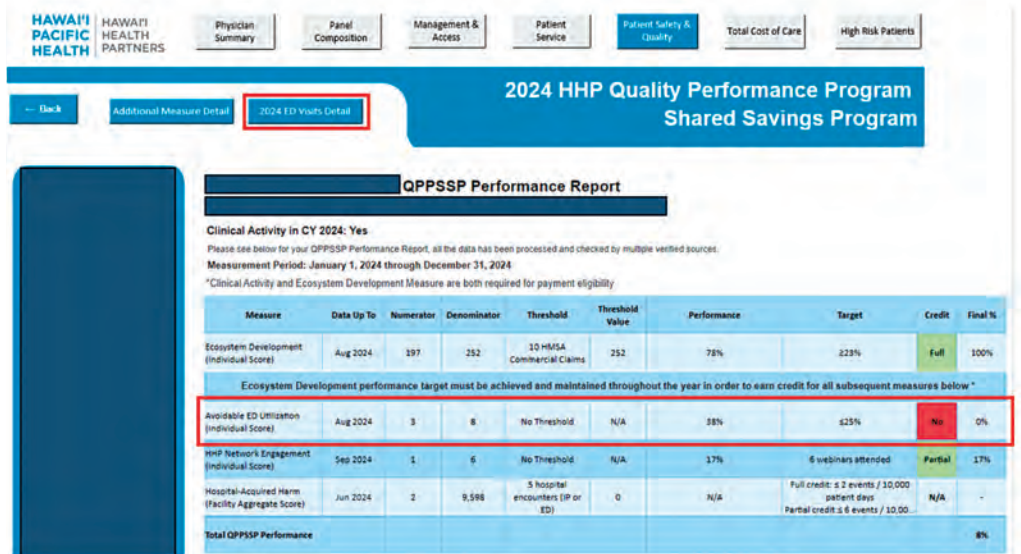 HAWAI'I PACIFIC HEALTH
HAWAI'I HEALTH PARTNERS
Physician Summary
Panel Composition
Management & Access
Patient Service
Patient Safety & Quality
Total Cost of Care
High Risk Patients
← Back
Additional Measure Detail
2024 ED Visits Detail
2024 HHP Quality Performance Program
Shared Savings Program
QPPSSP Performance Report
Clinical Activity in CY 2024: Yes
Please see below for your QPPSSP Performance Report, all the data has been processed and checked by multiple verified sources.
Measurement Period: January 1, 2024 through December 31, 2024
*Clinical Activity and Ecosystem Development Measure are both required for payment eligibility
Measure Data Up To Numerator Denominator Threshold Threshold Value Performance Target Credit Final %
Ecosystem Development (Individual Score) Aug 2024 197 252 10 HMSA Commercial Claims 252 78% ≥23% Full 100%
Ecosystem Development performance target must be achieved and maintained throughout the year in order to earn credit for all subsequent measures below *
Avoidable ED Utilization (Individual Score) Aug 2024 3 8 No Threshold N/A 38% ≤25% No 0%
HHP Network Engagement (Individual Score) Sep 2024 1 6 No Threshold N/A 17% 6 webinars attended Partial 17%
Hospital-Acquired Harm (Facility Aggregate Score) Jun 2024 2 9,598 5 hospital encounters (IP or ED) 0 N/A Full credit: ≤ 2 events / 10,000 patient days Partial credit ≤ 6 events / 10,00... N/A -
Total QPPSSP Performance 8%